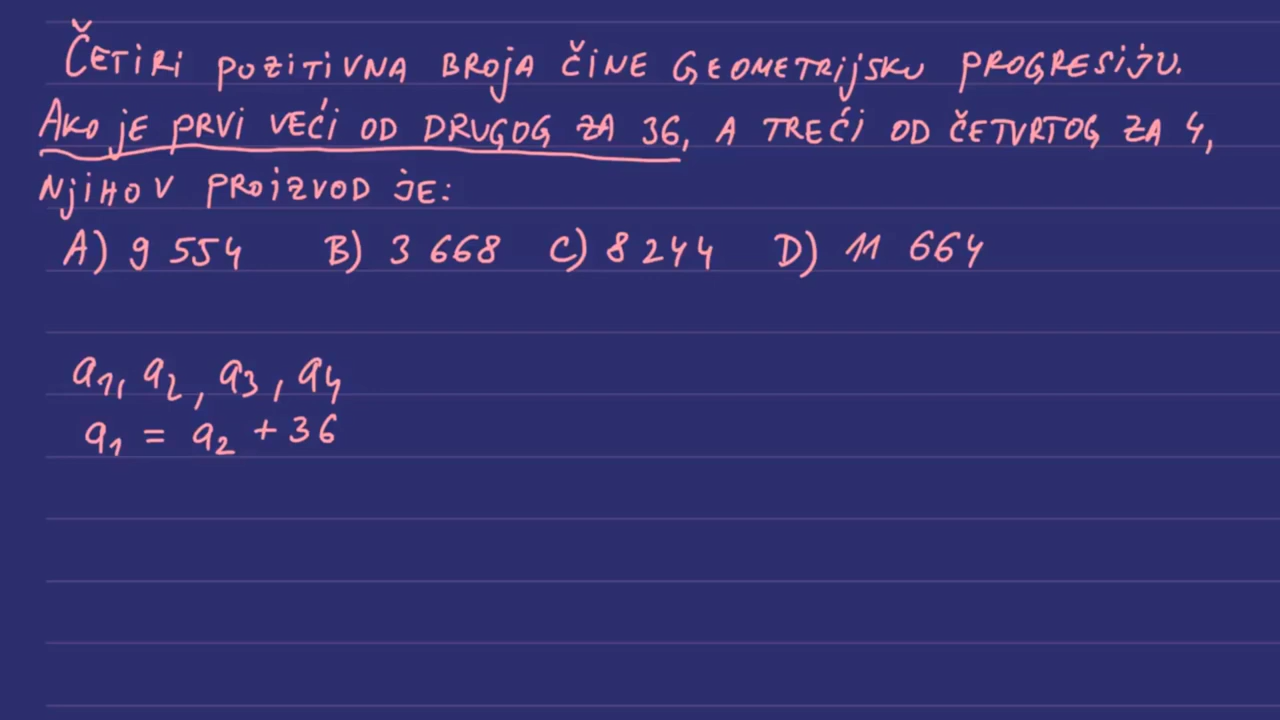 ČETIRI POZITIVNA BROJA ČINE GEOMETRIJSKU PROGRESIJU.
AKO JE PRVI VEĆI OD DRUGOG ZA 36, A TREĆI OD ČETVRTOG ZA 4,
NJIHOV PROIZVOD JE:
A) 9 554 B) 3 668 C) 8 244 D) 11 664
a₁, a₂, a₃, a₄
a₁ = a₂ + 36